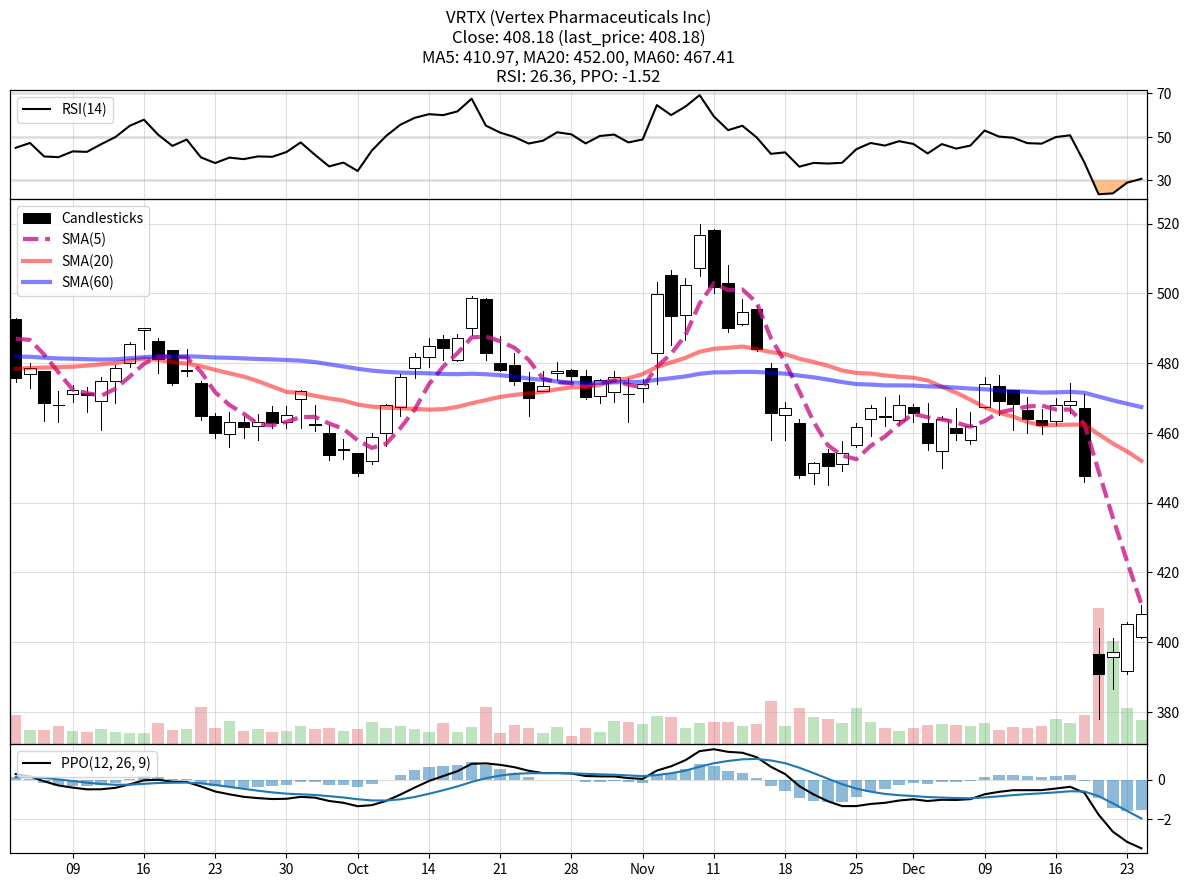 VRTX (Vertex Pharmaceuticals Inc)
Close: 408.18 (last_price: 408.18)
MA5: 410.97, MA20: 452.00, MA60: 467.41
RSI: 26.36, PPO: -1.52
RSI(14)
70
50
30
Candlesticks
SMA(5)
SMA(20)
SMA(60)
520
500
480
460
440
420
400
380
PPO(12, 26, 9)
0
−2
09 16 23 30 Oct 14 21 28 Nov 11 18 25 Dec 09 16 23